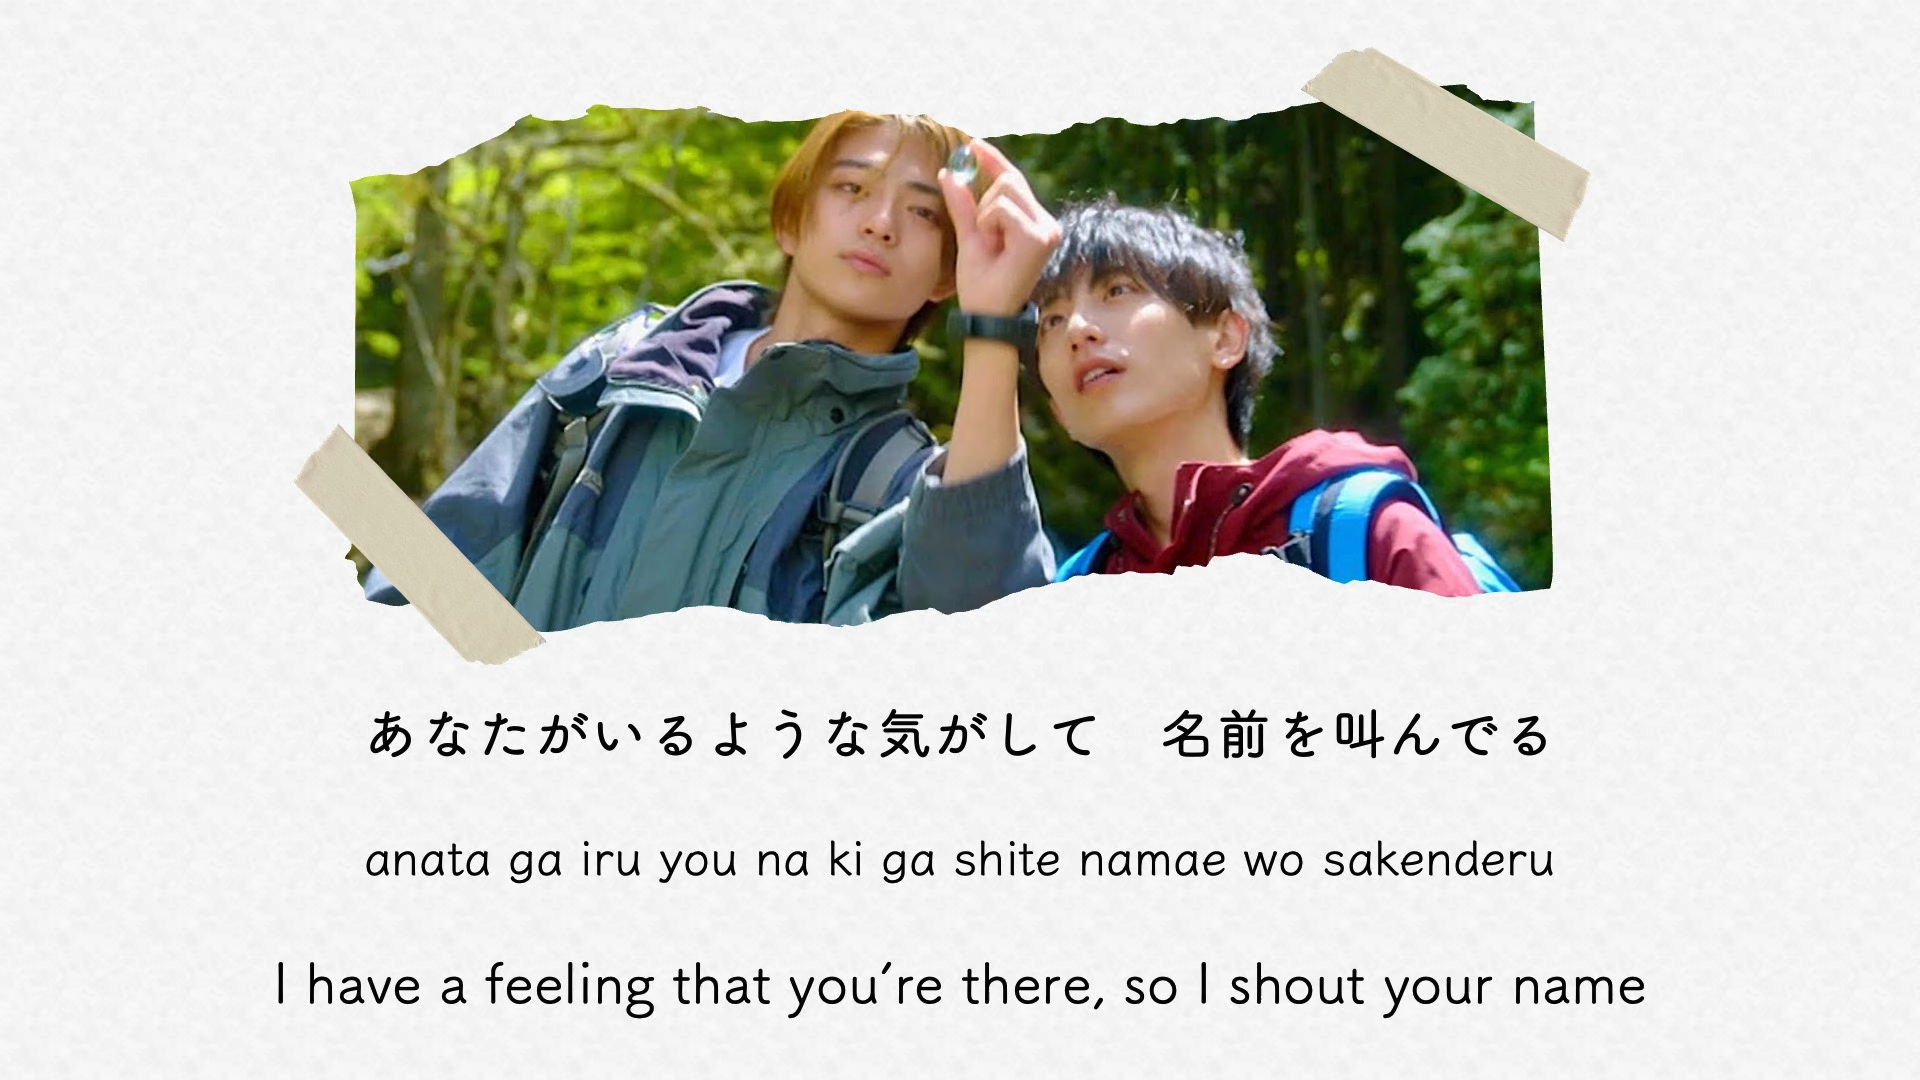 あなたがいるような気がして　名前を叫んでる
anata ga iru you na ki ga shite namae wo sakenderu
I have a feeling that you’re there, so I shout your name